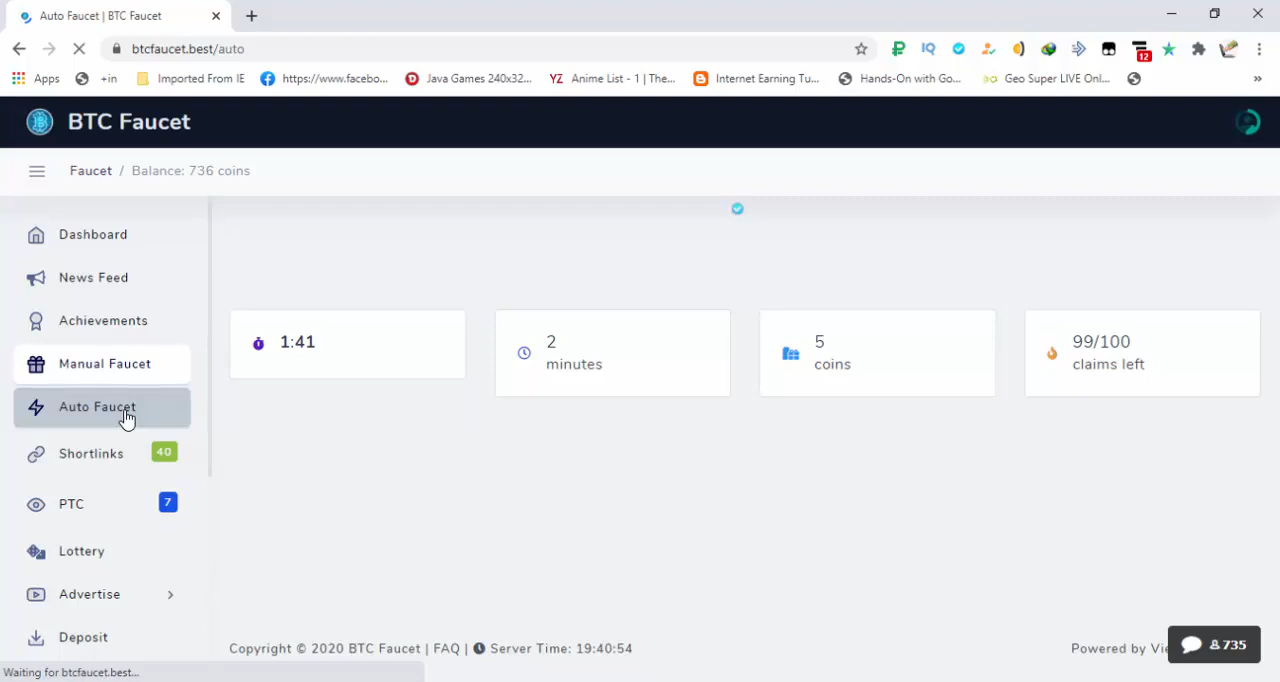 Auto Faucet | BTC Faucet
btcfaucet.best/auto
IQ
12
Apps
+in
Imported From IE
https://www.facebo...
Java Games 240x32...
YZ Anime List - 1 | The...
Internet Earning Tu...
Hands-On with Go...
Geo Super LIVE Onl...
»
BTC Faucet
Faucet / Balance: 736 coins
Dashboard
News Feed
Achievements
Manual Faucet
Auto Faucet
Shortlinks 40
PTC 7
Lottery
Advertise
Deposit
1:41
2
minutes
5
coins
99/100
claims left
Copyright © 2020 BTC Faucet | FAQ | Server Time: 19:40:54
Powered by
735
Waiting for btcfaucet.best...